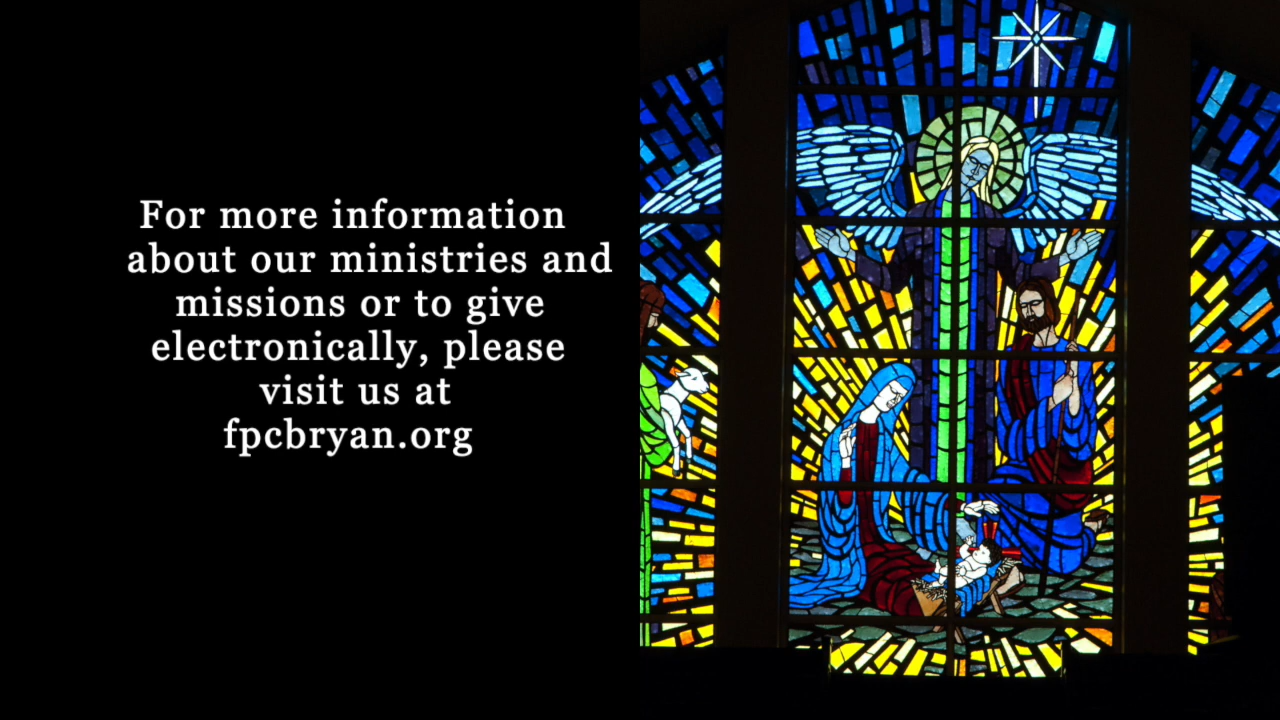 For more information
about our ministries and
missions or to give
electronically, please
visit us at
fpcbryan.org